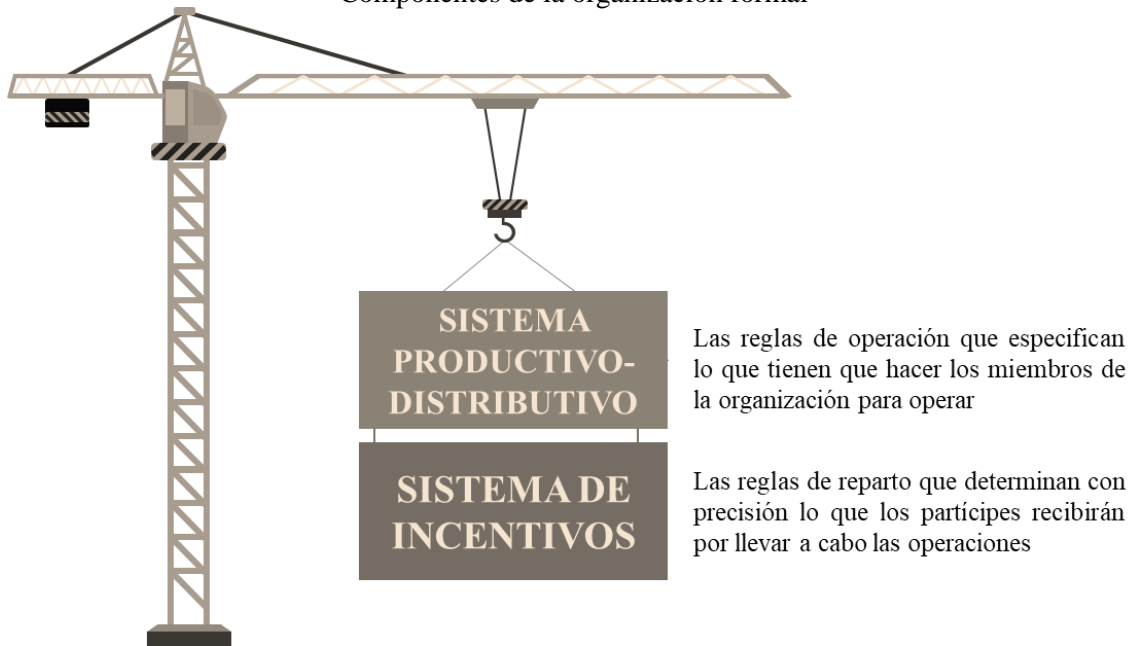 Componentes de la organización formal
SISTEMA
PRODUCTIVO-
DISTRIBUTIVO
Las reglas de operación que especifican
lo que tienen que hacer los miembros de
la organización para operar
SISTEMA DE
INCENTIVOS
Las reglas de reparto que determinan con
precisión lo que los partícipes recibirán
por llevar a cabo las operaciones